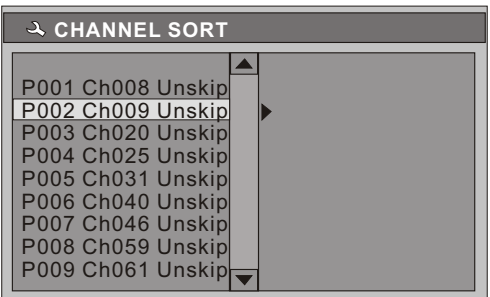 CHANNEL SORT
P001 Ch008 Unskip
P002 Ch009 Unskip
P003 Ch020 Unskip
P004 Ch025 Unskip
P005 Ch031 Unskip
P006 Ch040 Unskip
P007 Ch046 Unskip
P008 Ch059 Unskip
P009 Ch061 Unskip